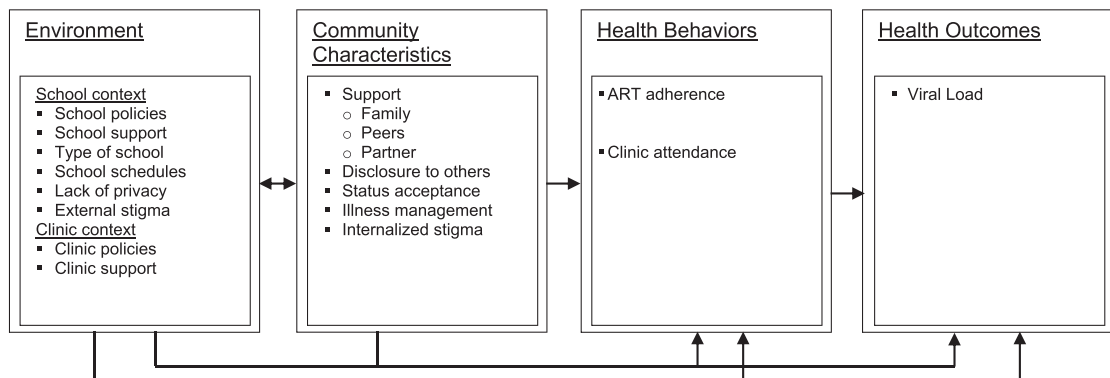 Environment
School context
▪ School policies
▪ School support
▪ Type of school
▪ School schedules
▪ Lack of privacy
▪ External stigma
Clinic context
▪ Clinic policies
▪ Clinic support
Community
Characteristics
▪ Support
○ Family
○ Peers
○ Partner
▪ Disclosure to others
▪ Status acceptance
▪ Illness management
▪ Internalized stigma
Health Behaviors
▪ ART adherence
▪ Clinic attendance
Health Outcomes
▪ Viral Load